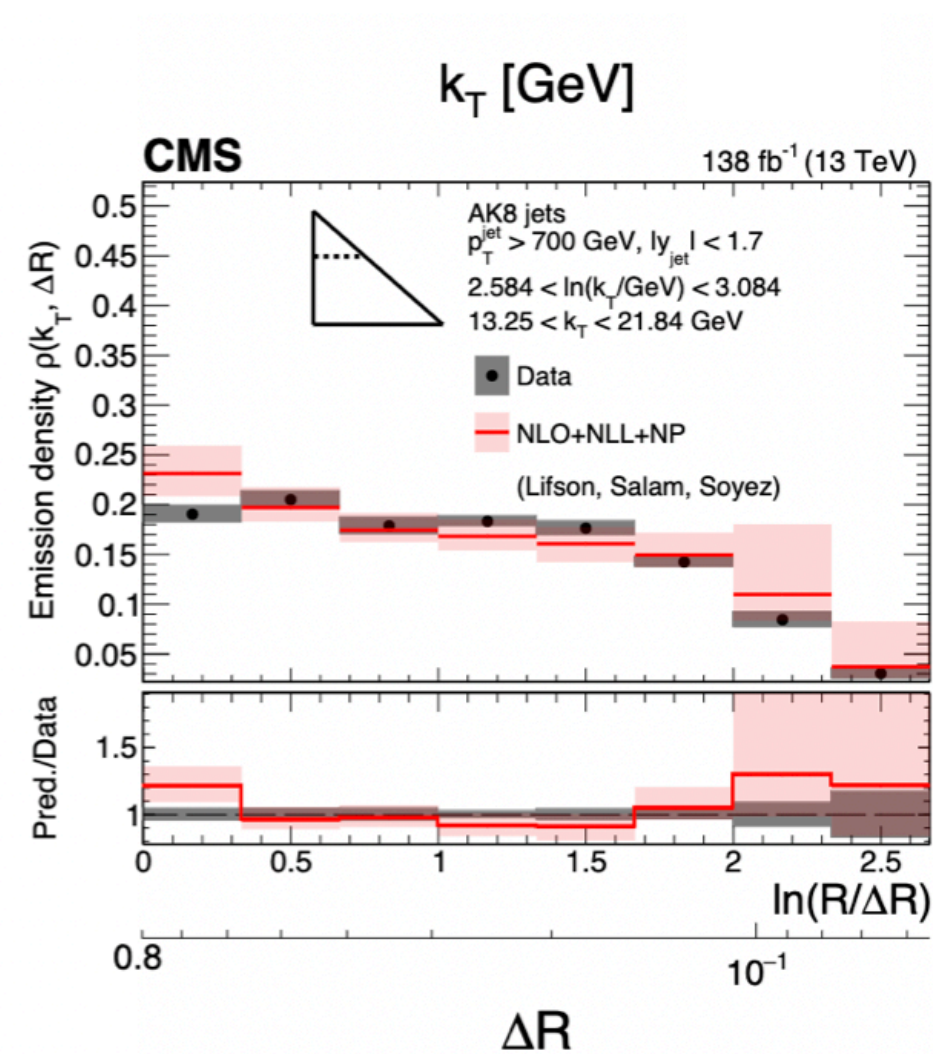 k_T [GeV]
CMS 138 fb⁻¹ (13 TeV)
AK8 jets
p_T^jet > 700 GeV, |y_jet| < 1.7
2.584 < ln(k_T/GeV) < 3.084
13.25 < k_T < 21.84 GeV
Data
NLO+NLL+NP
(Lifson, Salam, Soyez)
Emission density ρ(k_T, ΔR)
0.5
0.45
0.4
0.35
0.3
0.25
0.2
0.15
0.1
0.05
Pred./Data
1.5
1
0 0.5 1 1.5 2 2.5
ln(R/ΔR)
0.8 10⁻¹
ΔR